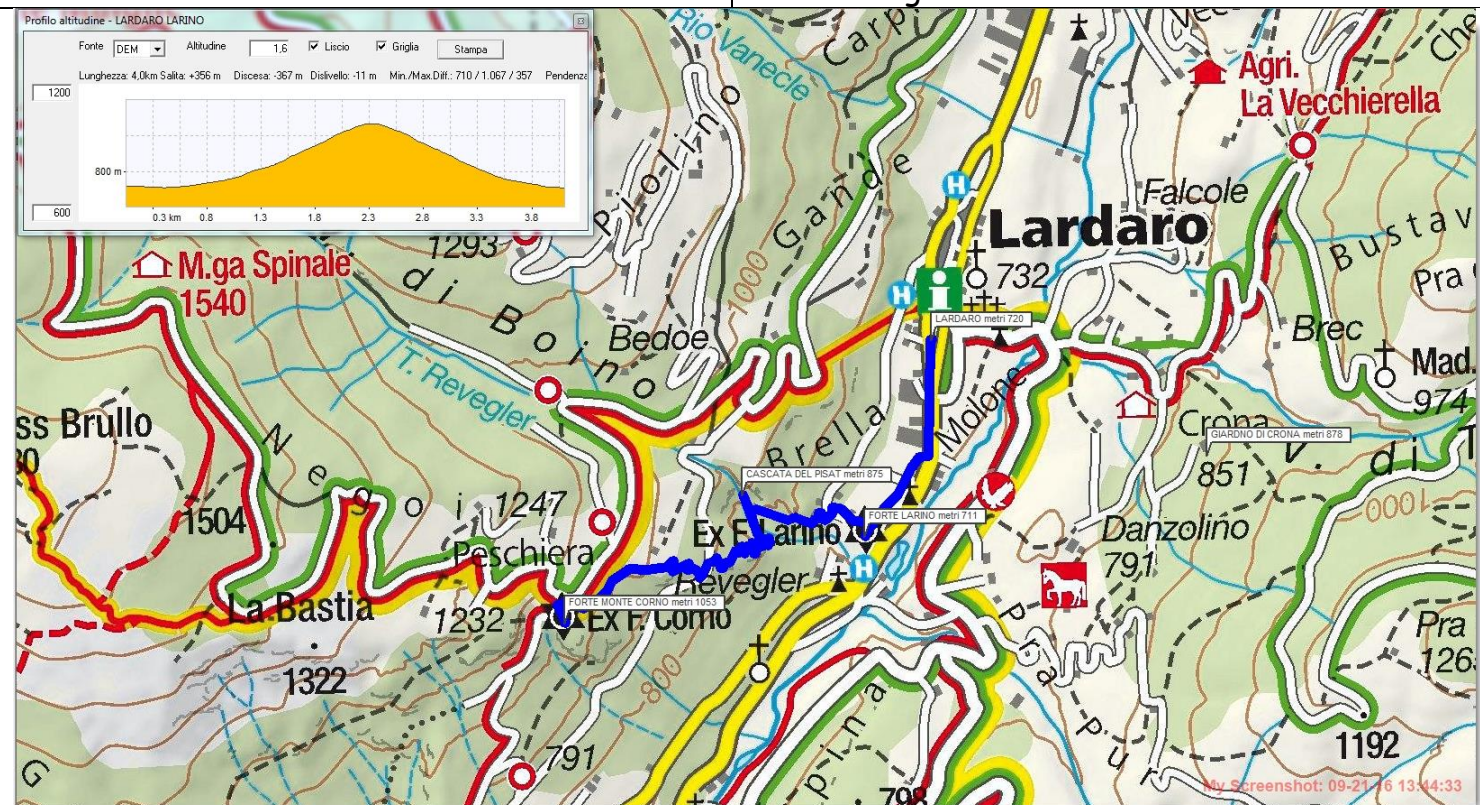 Profilo altitudine - LARDARO LARINO
Fonte DEM Altitudine 1,6 Liscio Griglia Stampa
Lunghezza: 4,0km Salita: +356 m Discesa: -367 m Dislivello: -11 m Min./Max.Diff.: 710 / 1.067 / 357 Pendenza
1200
800 m
600
0.3 km 0.8 1.3 1.8 2.3 2.8 3.3 3.8
Rio Vanecle
Carp
Agri.
La Vecchierella
Piolino
Gande
Falcole
Lardaro
732
Bustav
Pra
1293
M.ga Spinale
1540
di Boino
1000
Bedoe
LARDARO metri 720
Brec
Mad.
974
T. Revegler
Molone
Brella
Crona
GIARDNO DI CRONA metri 878
851
V. di T
1000
ss Brullo
Negoi
1247
1504
CASCATA DEL PISAT metri 875
FORTE LARINO metri 711
Ex F. Larino
Danzolino
791
Peschiera
Revegler
La Bastia
1232
FORTE MONTE CORNO metri 1053
Ex F. Corno
1322
800
Pra
126
1192
791
798
G
My Screenshot: 09-21-16 13:44:33